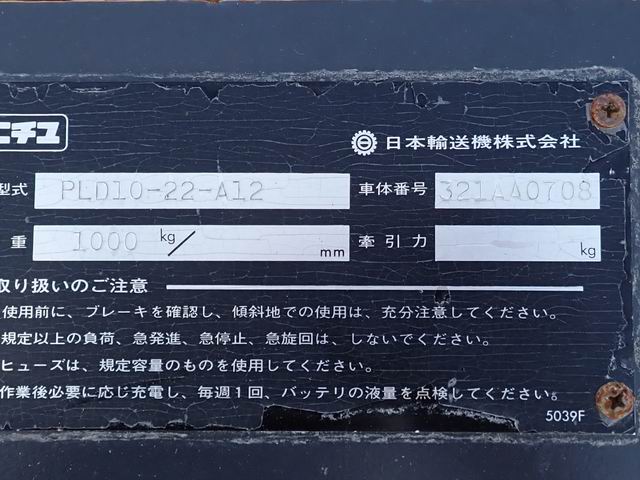 ニチユ 日本輸送機株式会社
型式 PLD10-22-A12 車体番号 321AA0708
重 1000 kg/ mm 牽引力 kg
取り扱いのご注意
使用前に、ブレーキを確認し、傾斜地での使用は、充分注意してください。
規定以上の負荷、急発進、急停止、急旋回は、しないでください。
ヒューズは、規定容量のものを使用してください。
作業後必要に応じ充電し、毎週1回、バッテリの液量を点検してください。
5039F